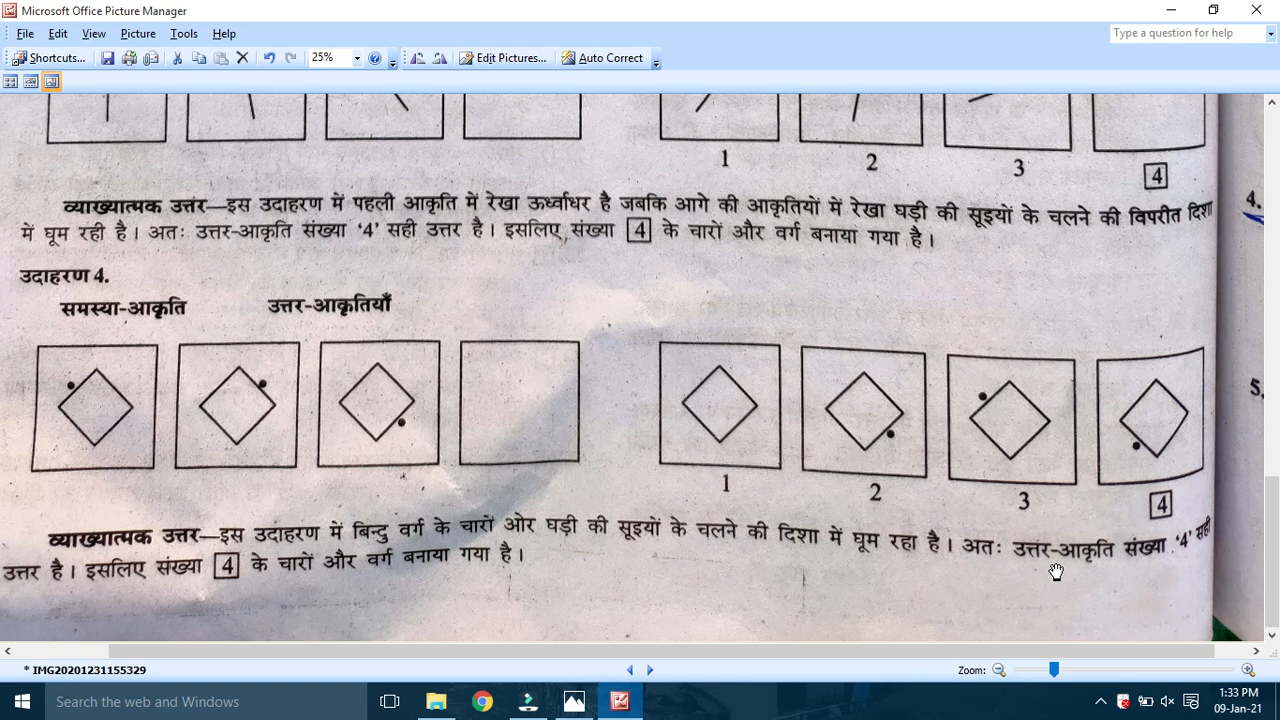 Microsoft Office Picture Manager
File Edit View Picture Tools Help
Type a question for help
Shortcuts... 25% Edit Pictures... Auto Correct
1 2 3 4
व्याख्यात्मक उत्तर—इस उदाहरण में पहली आकृति में रेखा ऊर्ध्वाधर है जबकि आगे की आकृतियों में रेखा घड़ी की सूइयों के चलने की विपरीत दिशा
में घूम रही है। अतः उत्तर-आकृति संख्या '4' सही उत्तर है। इसलिए संख्या 4 के चारों और वर्ग बनाया गया है।
4.
उदाहरण 4.
समस्या-आकृति उत्तर-आकृतियाँ
5.
1 2 3 4
व्याख्यात्मक उत्तर—इस उदाहरण में बिन्दु वर्ग के चारों ओर घड़ी की सूइयों के चलने की दिशा में घूम रहा है। अतः उत्तर-आकृति संख्या '4' सही
उत्तर है। इसलिए संख्या 4 के चारों और वर्ग बनाया गया है।
* IMG20201231155329
Zoom:
Search the web and Windows
1:33 PM
09-Jan-21